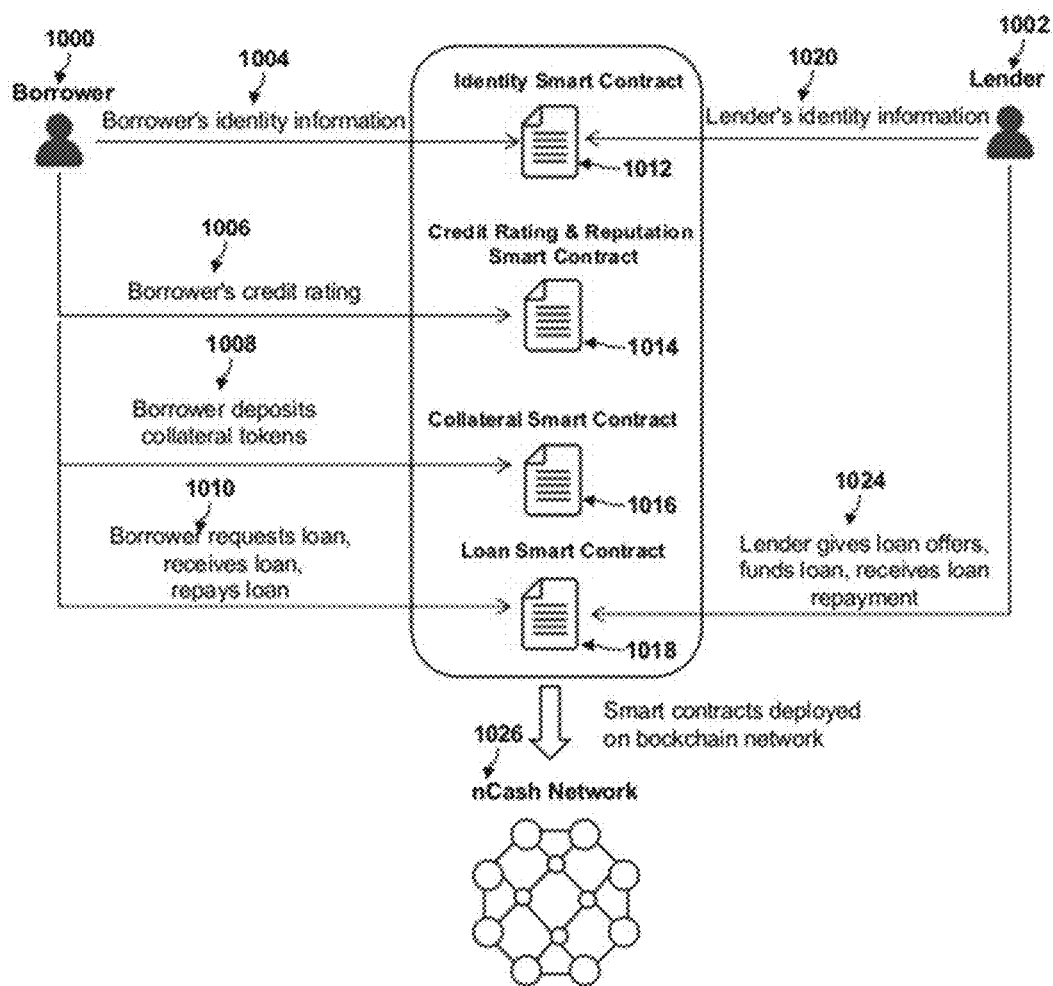 1000
1004
1020
1002
Borrower
Identity Smart Contract
Lender
Borrower's identity information
Lender's identity information
1012
1006
Credit Rating & Reputation
Smart Contract
Borrower's credit rating
1014
1008
Borrower deposits
collateral tokens
Collateral Smart Contract
1010
1016
1024
Borrower requests loan,
receives loan,
repays loan
Loan Smart Contract
Lender gives loan offers,
funds loan, receives loan
repayment
1018
Smart contracts deployed
on bockchain network
1026
nCash Network